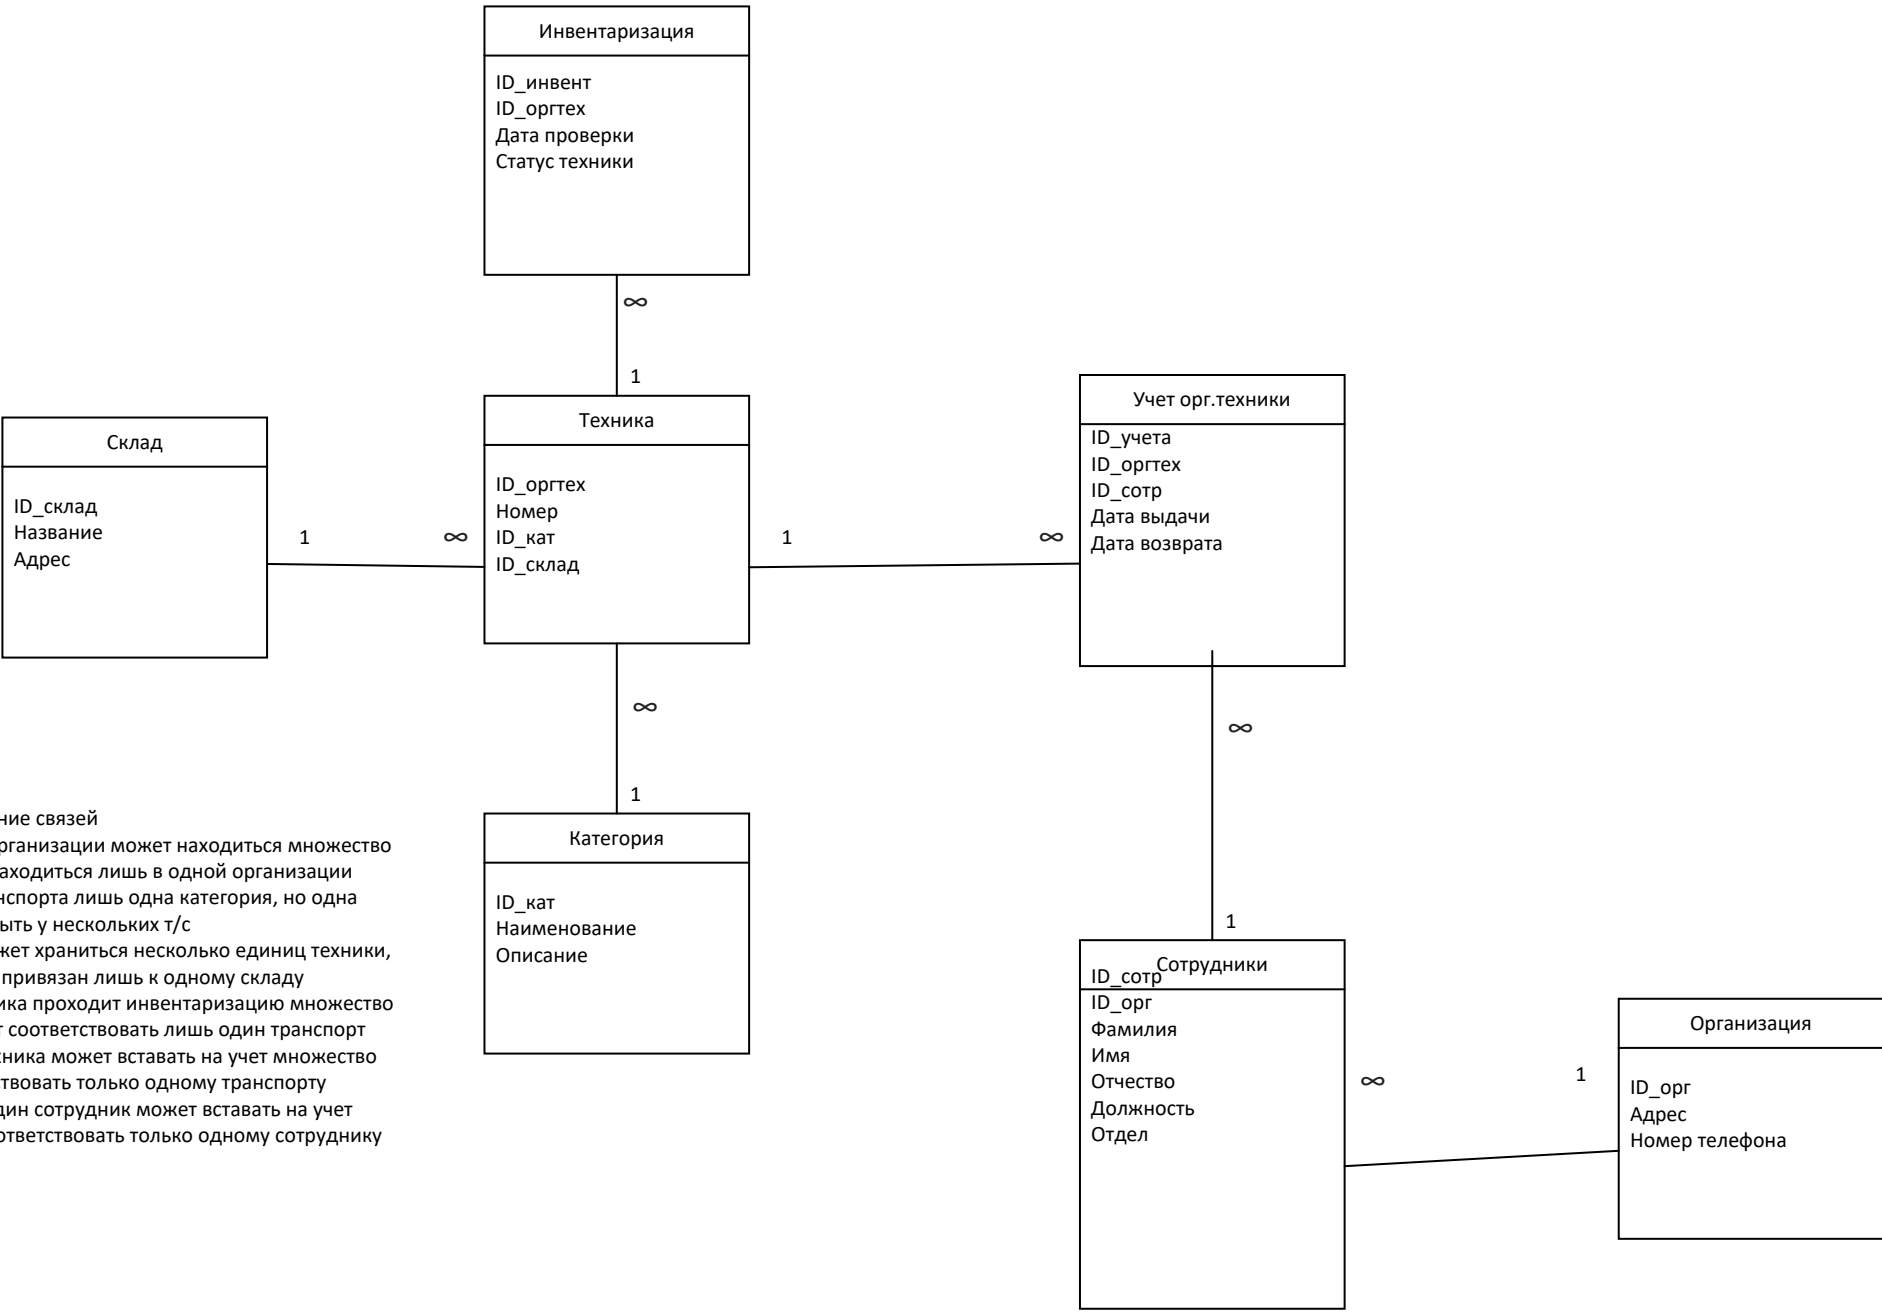 Инвентаризация
ID_инвент
ID_оргтех
Дата проверки
Статус техники
∞
1
Техника
ID_оргтех
Номер
ID_кат
ID_склад
Склад
ID_склад
Название
Адрес
1
∞
1
∞
Учет орг.техники
ID_учета
ID_оргтех
ID_сотр
Дата выдачи
Дата возврата
∞
1
Категория
ID_кат
Наименование
Описание
∞
1
Сотрудники
ID_сотр
ID_орг
Фамилия
Имя
Отчество
Должность
Отдел
∞
1
Организация
ID_орг
Адрес
Номер телефона
ние связей
рганизации может находиться множество
аходиться лишь в одной организации
нспорта лишь одна категория, но одна
ыть у нескольких т/с
жет храниться несколько единиц техники,
привязан лишь к одному складу
ика проходит инвентаризацию множество
т соответствовать лишь один транспорт
хника может вставать на учет множество
ствовать только одному транспорту
дин сотрудник может вставать на учет
ответствовать только одному сотруднику